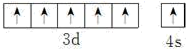 ↑ ↑ ↑ ↑ ↑ ↑
3d 4s